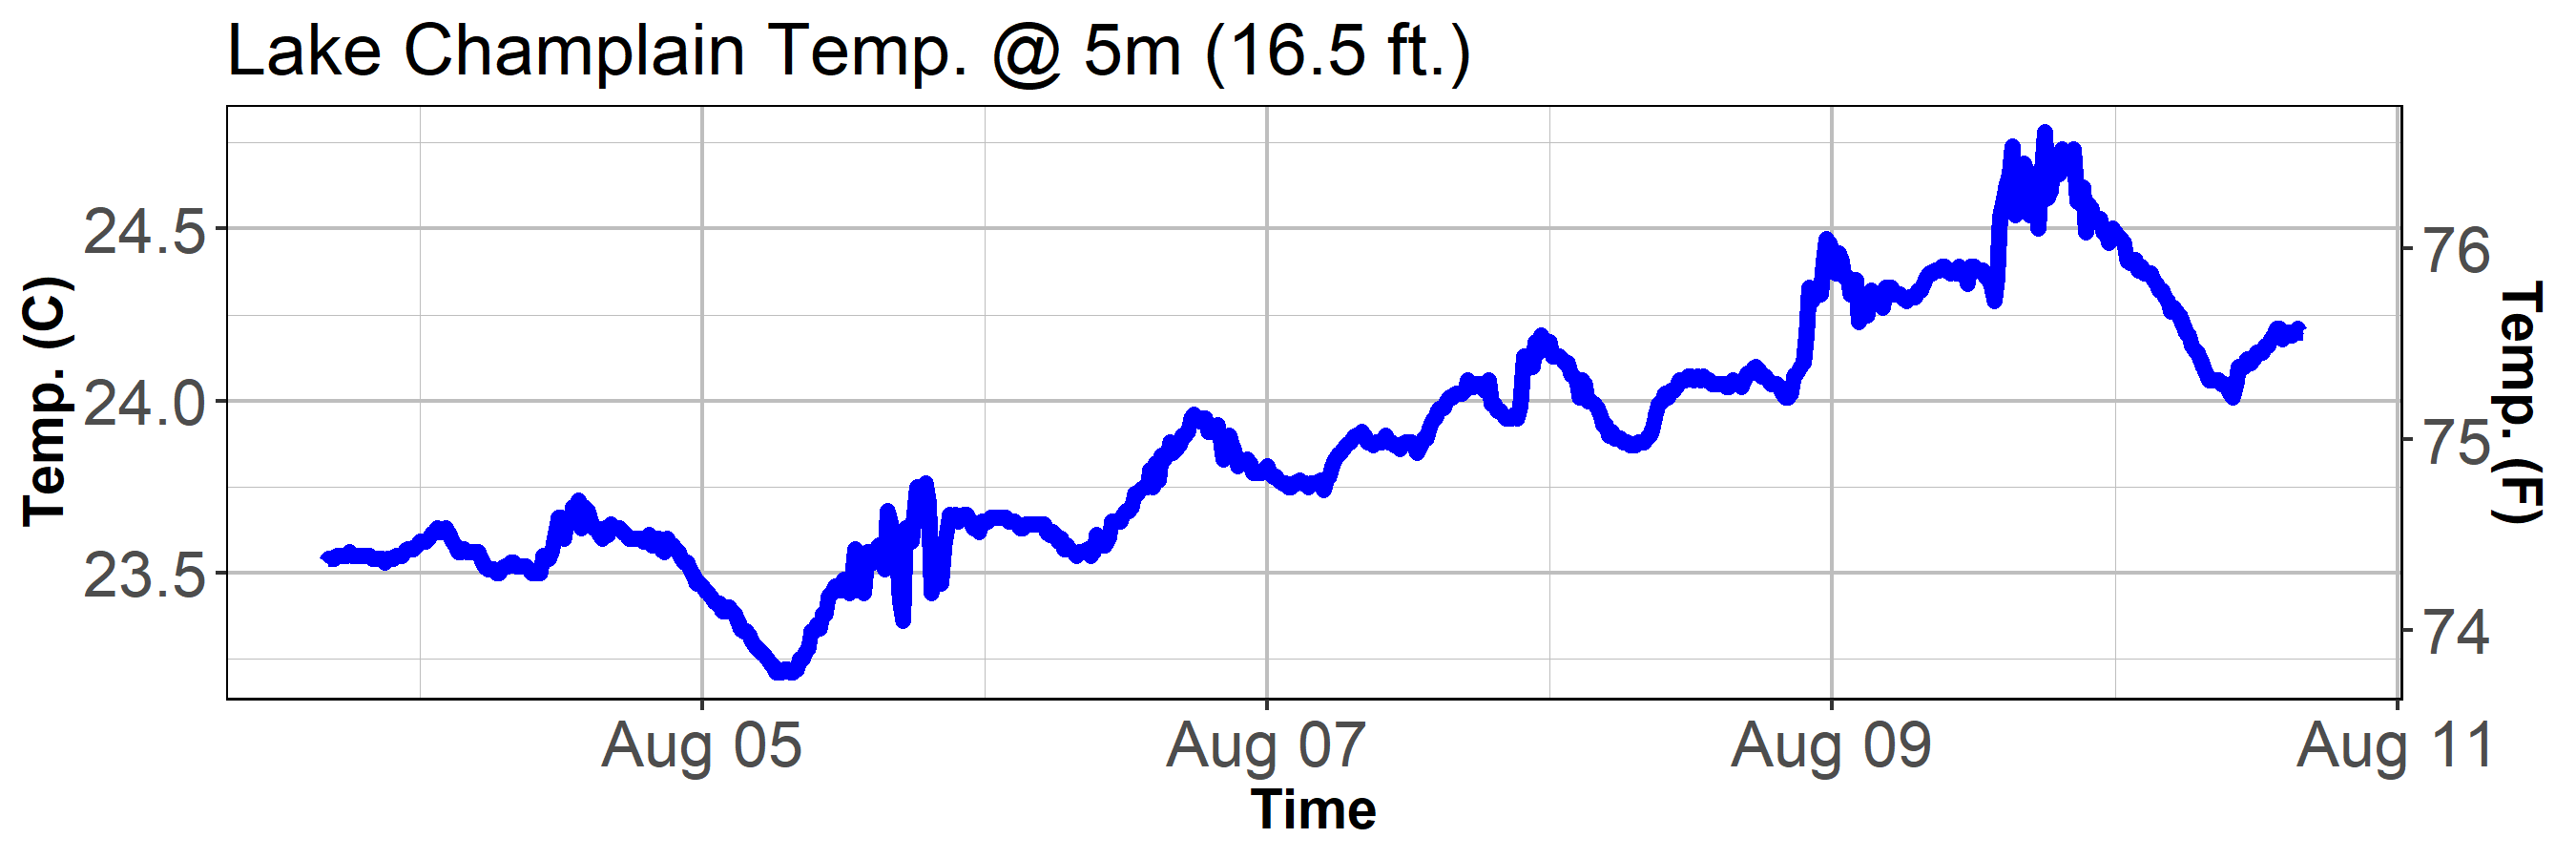 Lake Champlain Temp. @ 5m (16.5 ft.)
Temp. (C)
24.5
24.0
23.5
76
75
74
Temp. (F)
Aug 05
Aug 07
Aug 09
Aug 11
Time